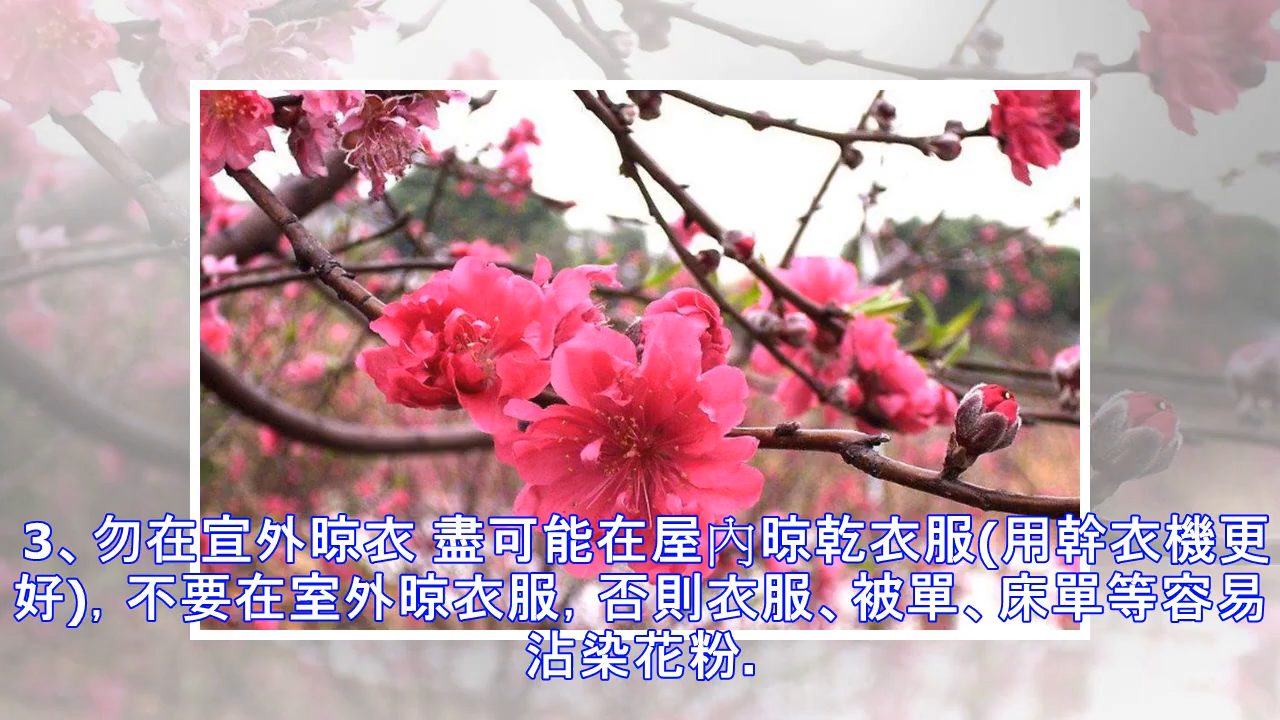 3、勿在宣外晾衣 盡可能在屋內晾乾衣服(用幹衣機更
好), 不要在室外晾衣服, 否則衣服、被單、床單等容易
沾染花粉.